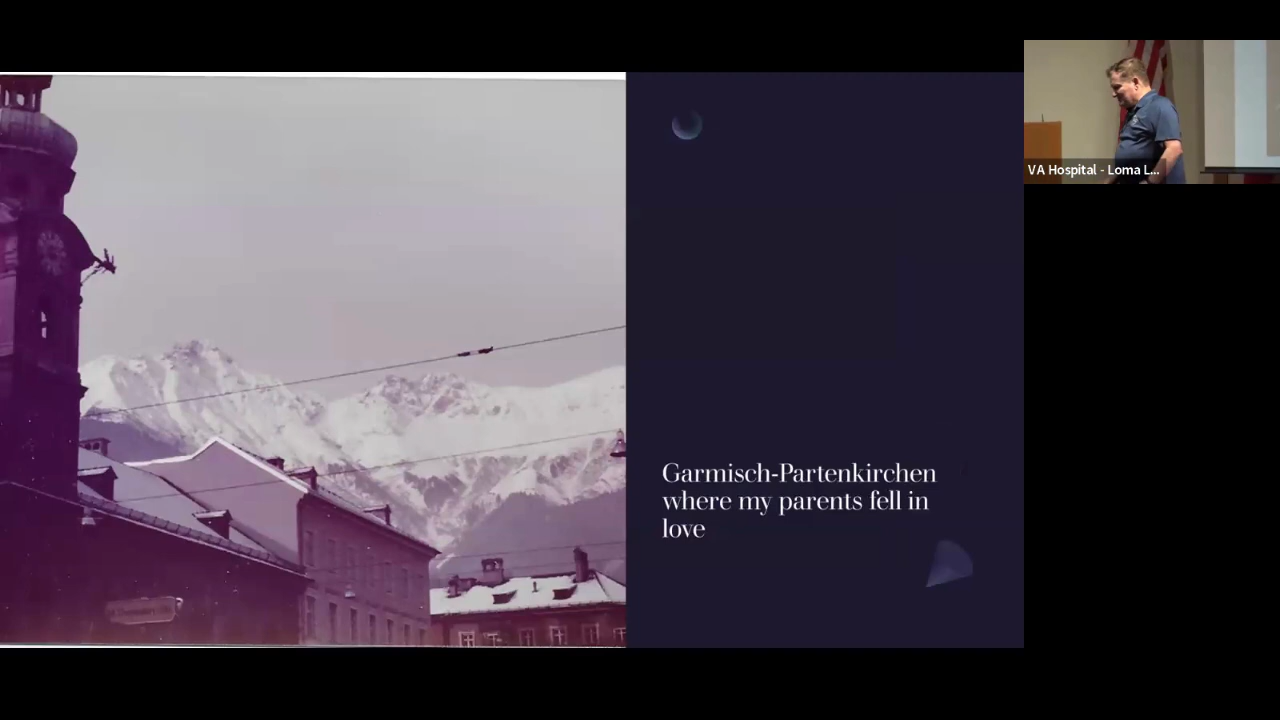 Garmisch-Partenkirchen
where my parents fell in
love
VA Hospital - Loma L...